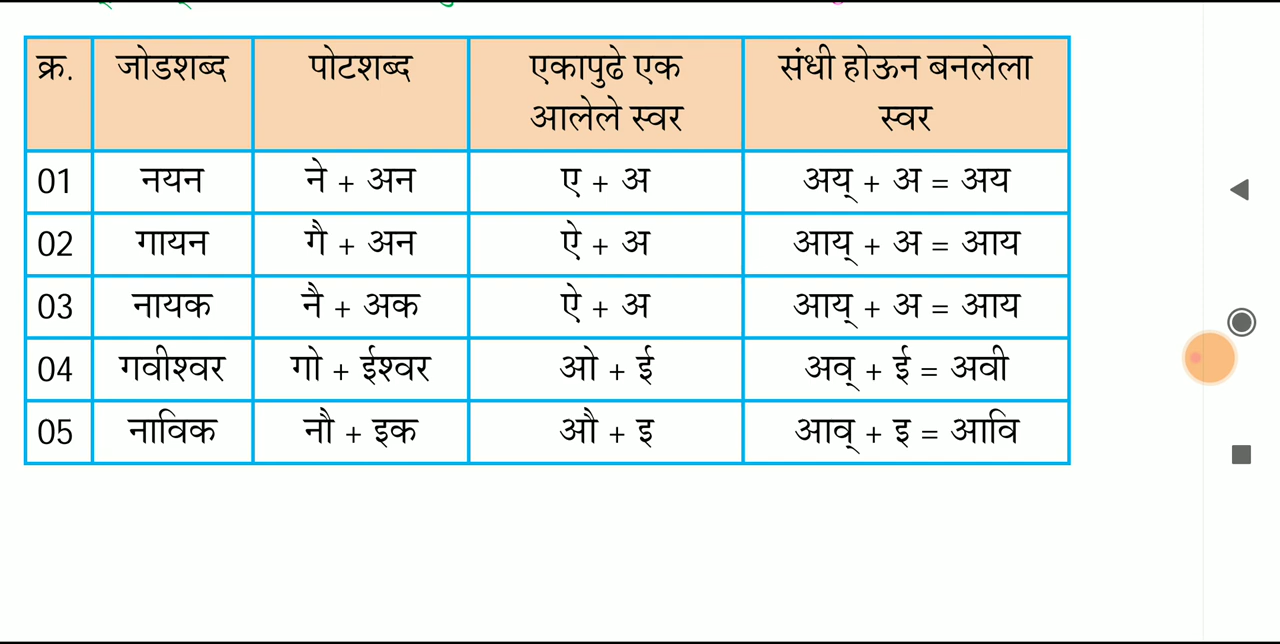 क्र. जोडशब्द पोटशब्द एकापुढे एक आलेले स्वर संधी होऊन बनलेला स्वर
01 नयन ने + अन ए + अ अय् + अ = अय
02 गायन गै + अन ऐ + अ आय् + अ = आय
03 नायक नै + अक ऐ + अ आय् + अ = आय
04 गवीश्वर गो + ईश्वर ओ + ई अव् + ई = अवी
05 नाविक नौ + इक औ + इ आव् + इ = आवि